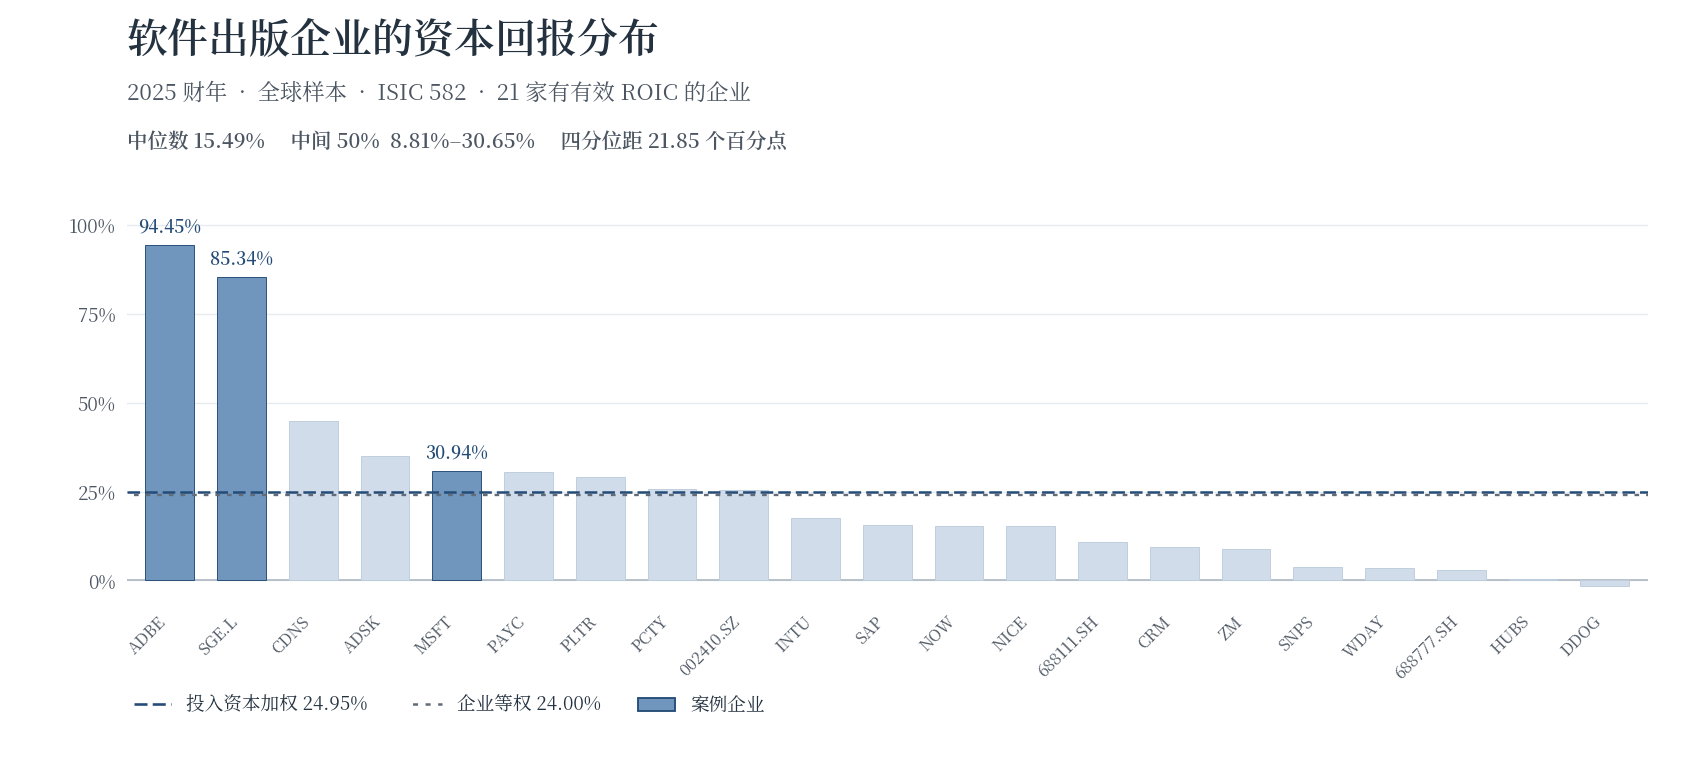 软件出版企业的资本回报分布
2025 财年 · 全球样本 · ISIC 582 · 21 家有有效 ROIC 的企业
中位数 15.49% 中间 50% 8.81%–30.65% 四分位距 21.85 个百分点
100%
94.45%
85.34%
75%
50%
30.94%
25%
0%
ADBE
SGE.L
CDNS
ADSK
MSFT
PAYC
PLTR
PCTY
002410.SZ
INTU
SAP
NOW
NICE
688111.SH
CRM
ZM
SNPS
WDAY
688777.SH
HUBS
DDOG
投入资本加权 24.95% 企业等权 24.00% 案例企业